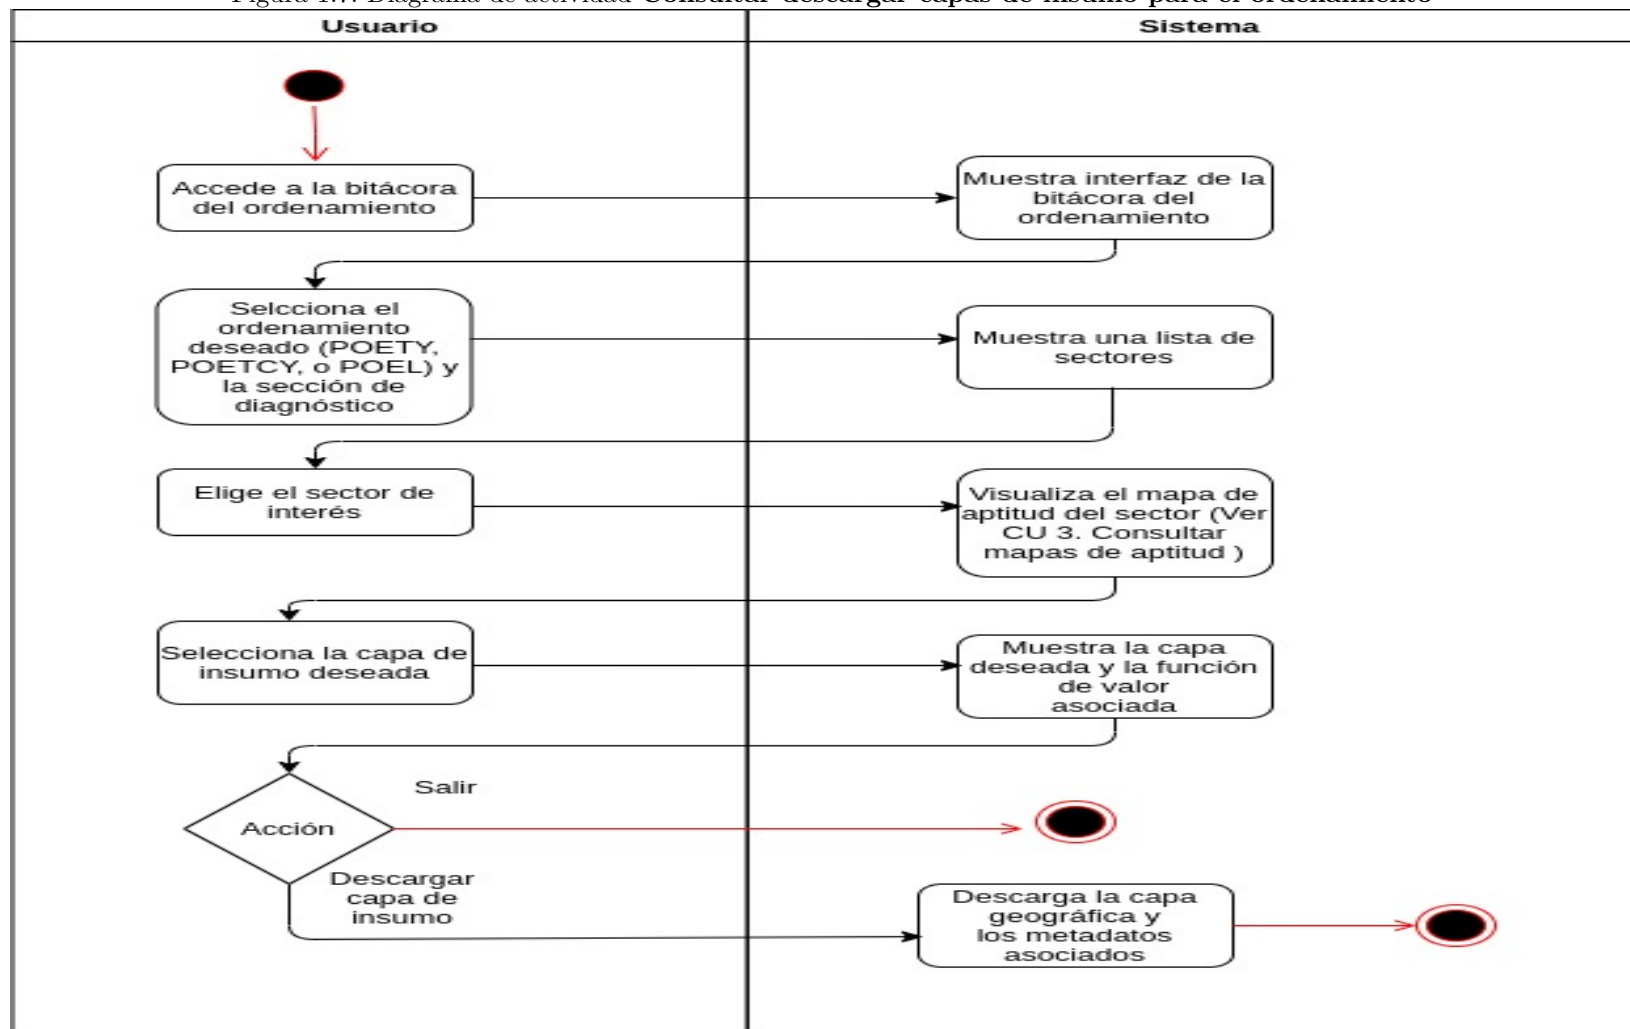 Usuario
Sistema
Accede a la bitácora
del ordenamiento
Muestra interfaz de la
bitácora del
ordenamiento
Selcciona el
ordenamiento
deseado (POETY,
POETCY, o POEL) y
la sección de
diagnóstico
Muestra una lista de
sectores
Elige el sector de
interés
Visualiza el mapa de
aptitud del sector (Ver
CU 3. Consultar
mapas de aptitud )
Selecciona la capa de
insumo deseada
Muestra la capa
deseada y la función
de valor
asociada
Acción
Salir
Descargar
capa de
insumo
Descarga la capa
geográfica y
los metadatos
asociados